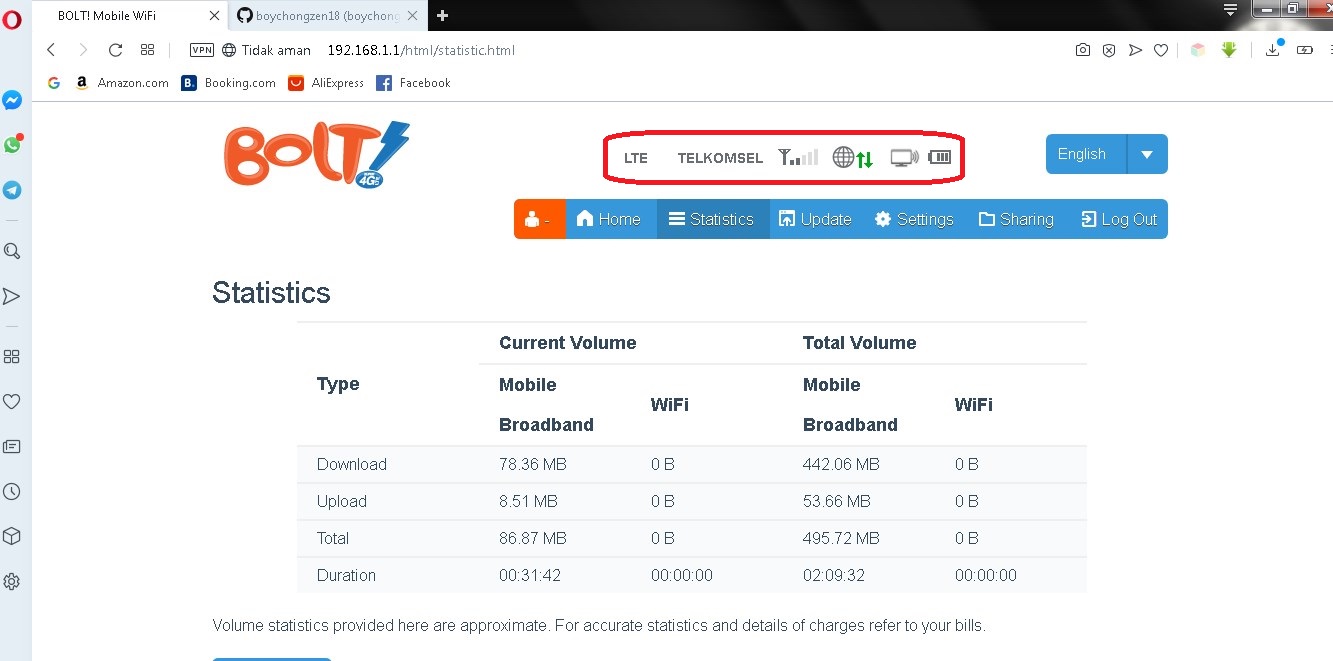 BOLT! Mobile WiFi
boychongzen18 (boychong
VPN Tidak aman 192.168.1.1/html/statistic.html
Amazon.com B. Booking.com AliExpress Facebook
BOLT!
4G
LTE TELKOMSEL
English
- Home Statistics Update Settings Sharing Log Out
Statistics
Current Volume Total Volume
Type Mobile Broadband WiFi Mobile Broadband WiFi
Download 78.36 MB 0 B 442.06 MB 0 B
Upload 8.51 MB 0 B 53.66 MB 0 B
Total 86.87 MB 0 B 495.72 MB 0 B
Duration 00:31:42 00:00:00 02:09:32 00:00:00
Volume statistics provided here are approximate. For accurate statistics and details of charges refer to your bills.